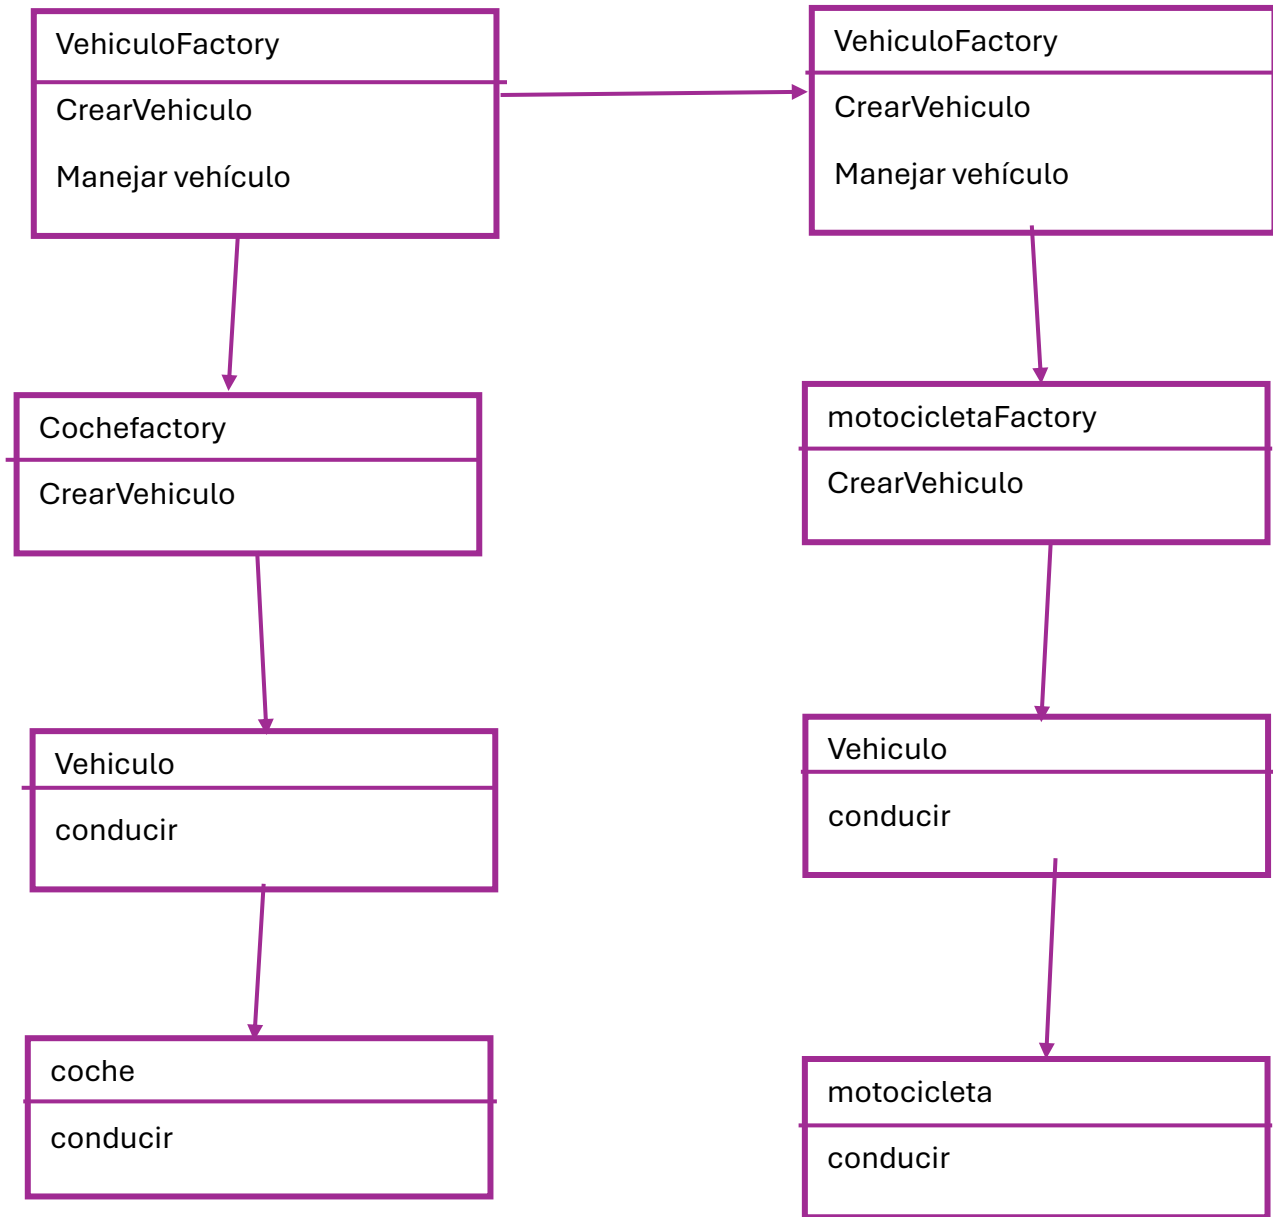 VehiculoFactory
CrearVehiculo
Manejar vehículo
VehiculoFactory
CrearVehiculo
Manejar vehículo
Cochefactory
CrearVehiculo
motocicletaFactory
CrearVehiculo
Vehiculo
conducir
Vehiculo
conducir
coche
conducir
motocicleta
conducir